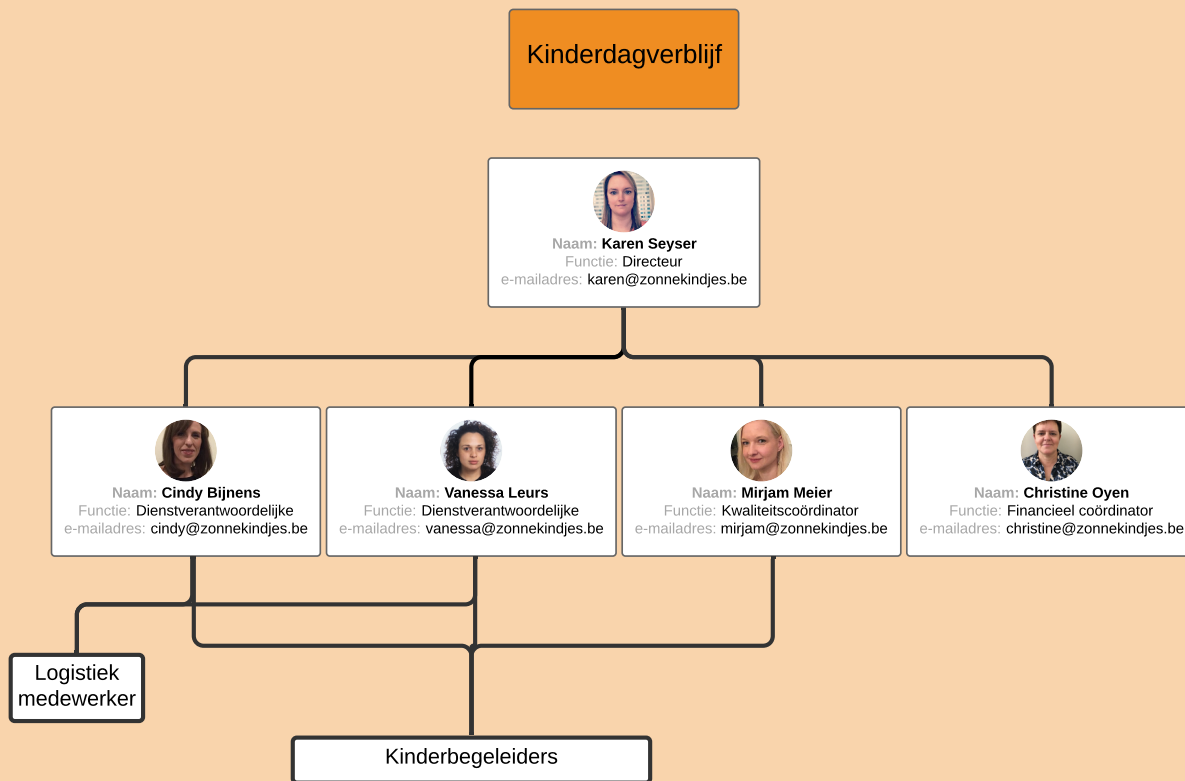 Kinderdagverblijf
Naam: Karen Seyser
Functie: Directeur
e-mailadres: karen@zonnekindjes.be
Naam: Cindy Bijnens
Functie: Dienstverantwoordelijke
e-mailadres: cindy@zonnekindjes.be
Naam: Vanessa Leurs
Functie: Dienstverantwoordelijke
e-mailadres: vanessa@zonnekindjes.be
Naam: Mirjam Meier
Functie: Kwaliteitscoördinator
e-mailadres: mirjam@zonnekindjes.be
Naam: Christine Oyen
Functie: Financieel coördinator
e-mailadres: christine@zonnekindjes.be
Logistiek
medewerker
Kinderbegeleiders